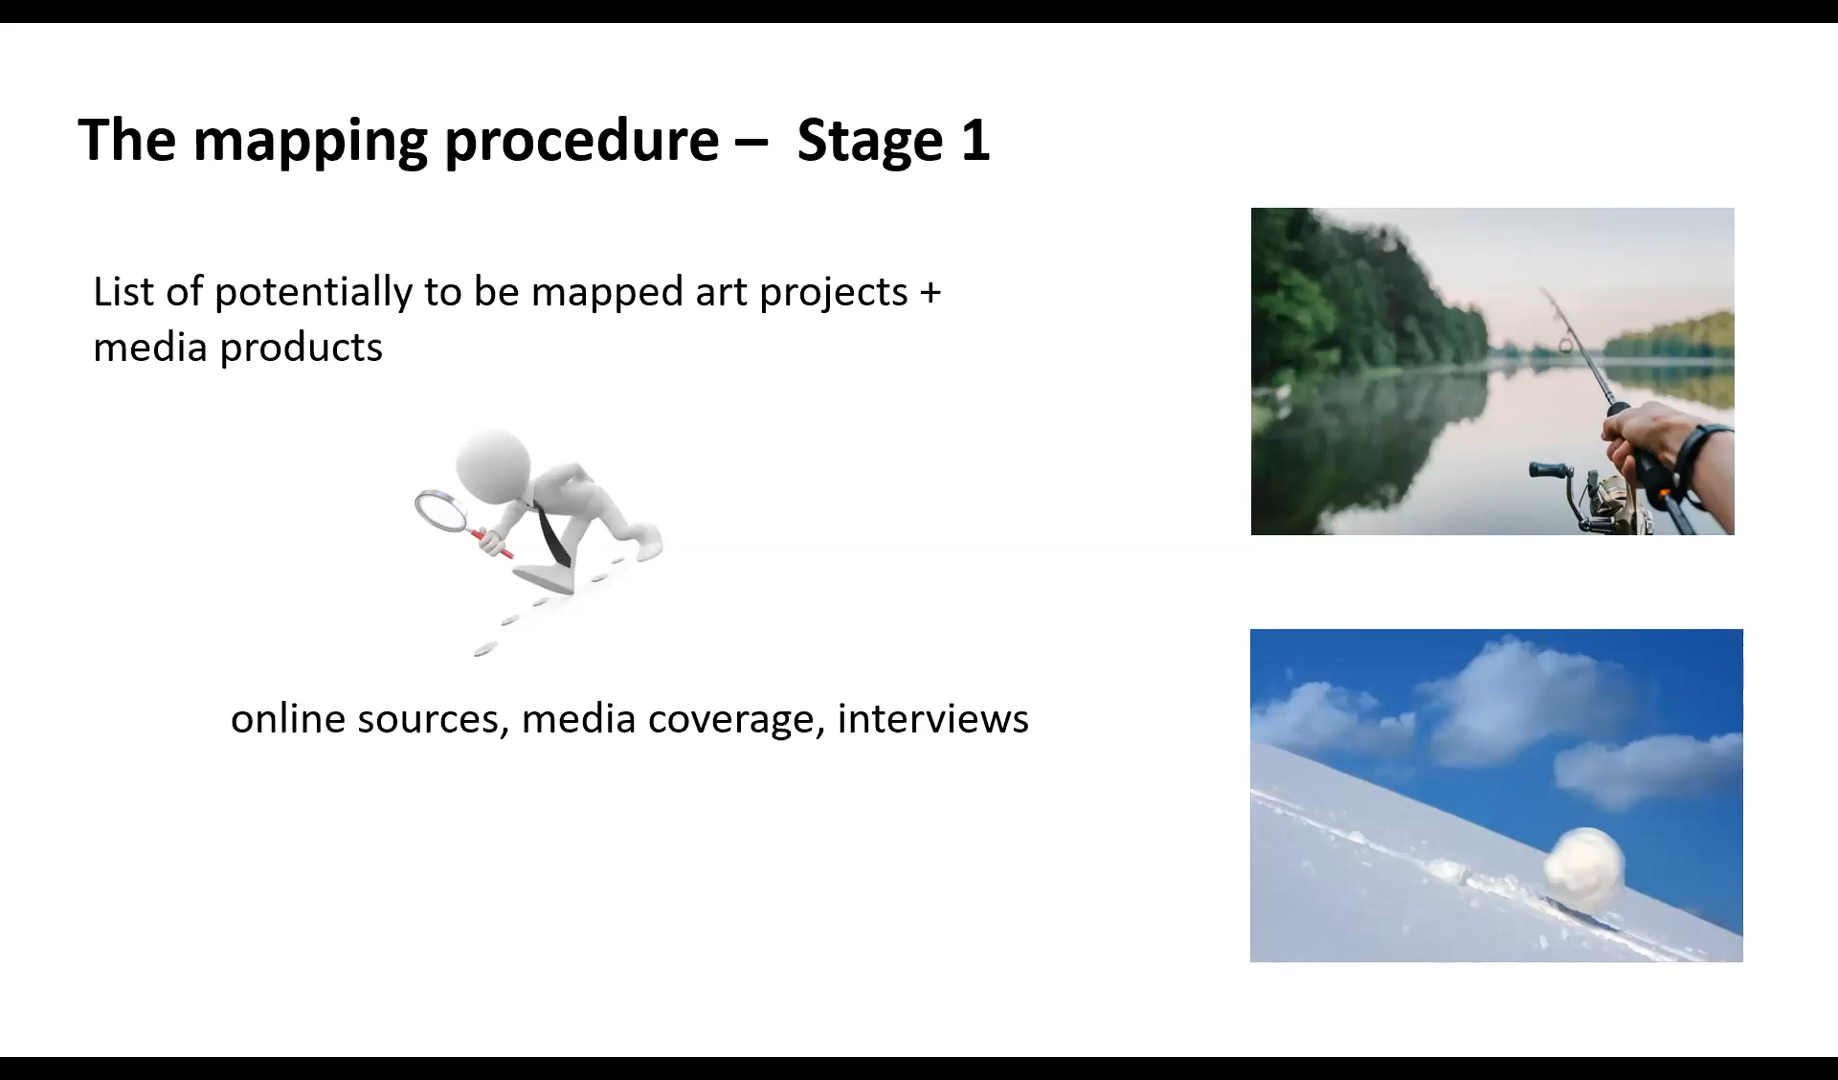 The mapping procedure – Stage 1
List of potentially to be mapped art projects +
media products
online sources, media coverage, interviews